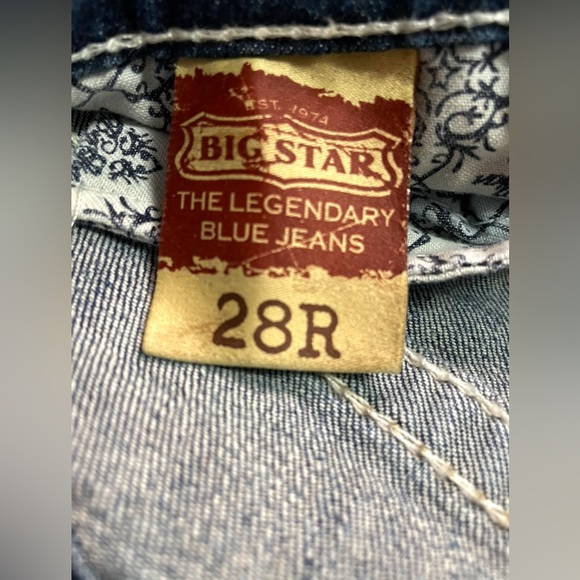 EST. 1974
BIG STAR
THE LEGENDARY
BLUE JEANS
28R